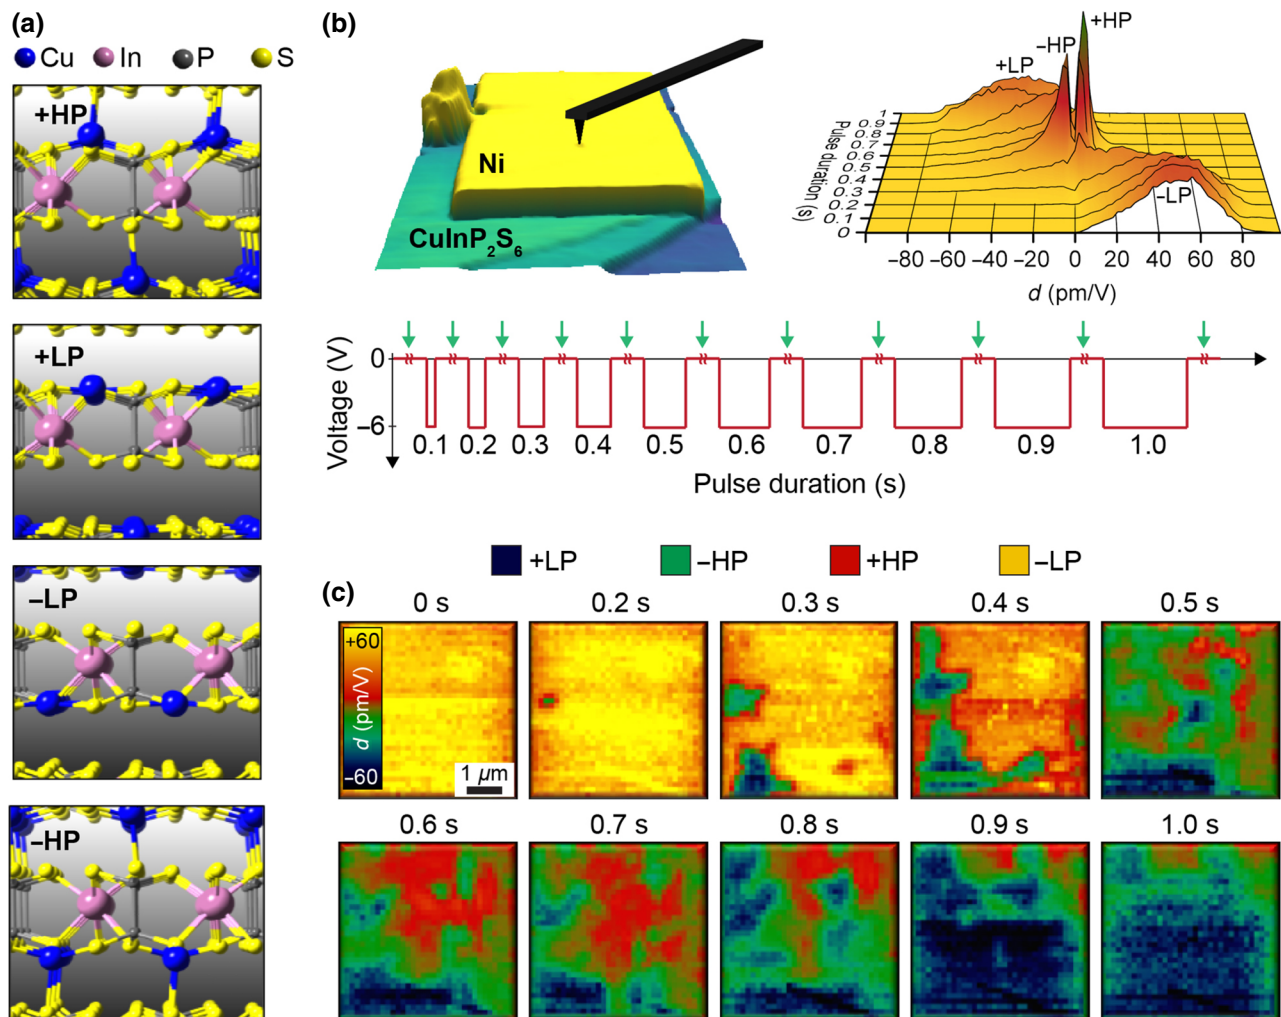 (a)
Cu In P S
+HP
+LP
−LP
−HP
(b)
Ni
CuInP2S6
+HP
−HP
+LP
−LP
1
0.9
0.8
0.7
0.6
0.5
0.4
0.3
0.2
0.1
0
Pulse duration (s)
−80 −60 −40 −20 0 20 40 60 80
d (pm/V)
Voltage (V)
0
−6
0.1 0.2 0.3 0.4 0.5 0.6 0.7 0.8 0.9 1.0
Pulse duration (s)
+LP −HP +HP −LP
(c)
0 s 0.2 s 0.3 s 0.4 s 0.5 s
+60
d (pm/V)
−60
1 μm
0.6 s 0.7 s 0.8 s 0.9 s 1.0 s